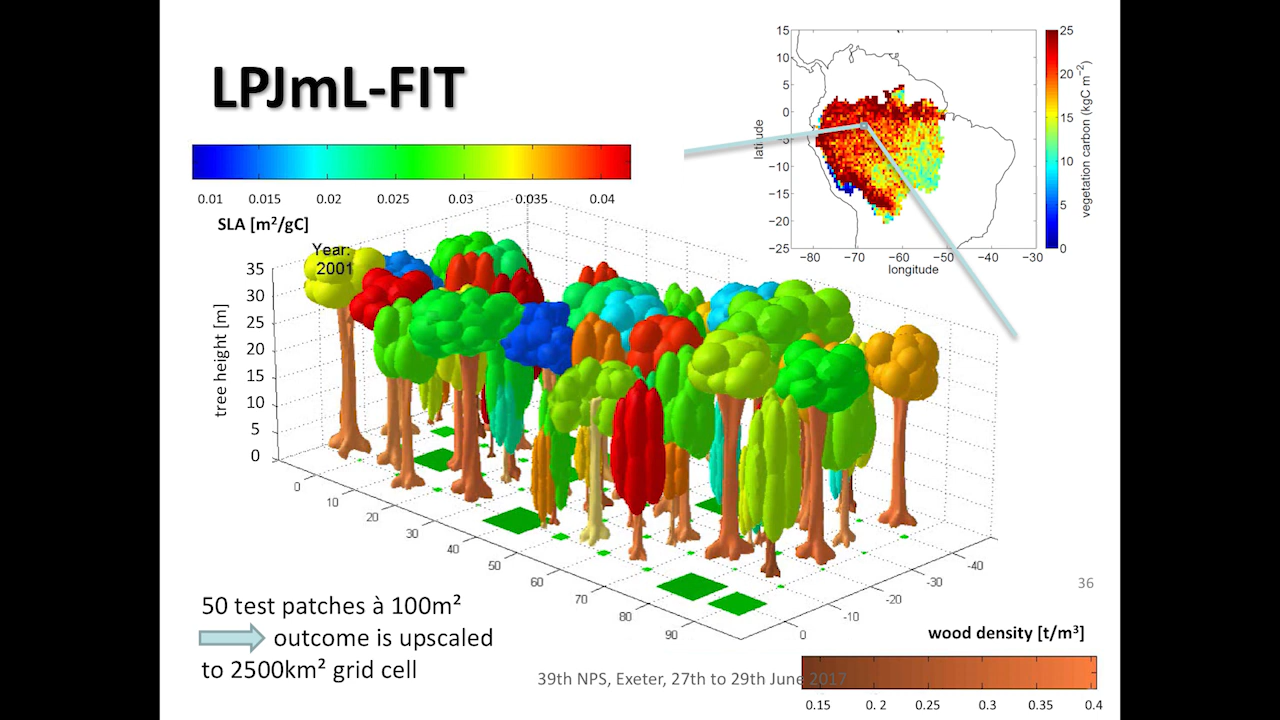 LPJmL-FIT
0.01 0.015 0.02 0.025 0.03 0.035 0.04
SLA [m²/gC]
Year:
2001
tree height [m]
35
30
25
20
15
10
5
0
0
10
20
30
40
50
60
70
80
90
0
-10
-20
-30
-40
15
10
5
0
−5
−10
−15
−20
−25
latitude
−80 −70 −60 −50 −40 −30
longitude
25
20
15
10
5
0
vegetation carbon (kgC m⁻²)
36
50 test patches à 100m²
outcome is upscaled
to 2500km² grid cell
wood density [t/m³]
39th NPS, Exeter, 27th to 29th June 2017
0.15 0.2 0.25 0.3 0.35 0.4